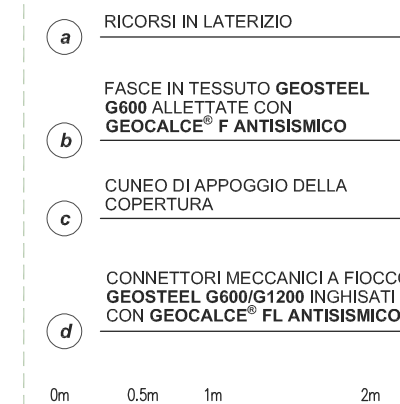 a RICORSI IN LATERIZIO
FASCE IN TESSUTO GEOSTEEL
G600 ALLETTATE CON
b GEOCALCE® F ANTISISMICO
CUNEO DI APPOGGIO DELLA
c COPERTURA
CONNETTORI MECCANICI A FIOCCO
GEOSTEEL G600/G1200 INGHISATI
d CON GEOCALCE® FL ANTISISMICO
0m 0.5m 1m 2m